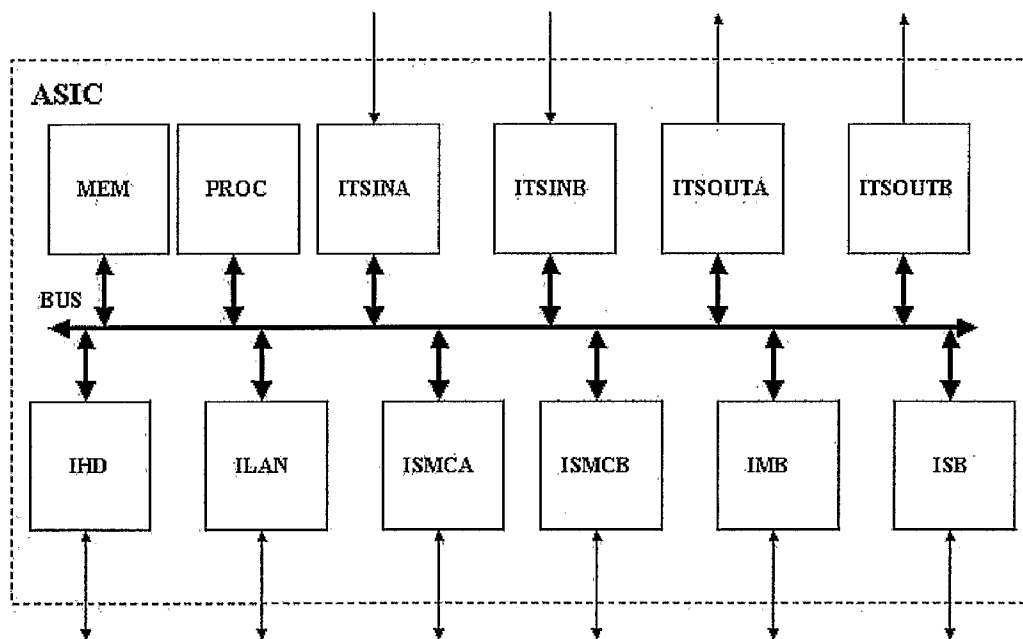 ASIC
MEM
PROC
ITSINA
ITSINB
ITSOUTA
ITSOUTB
BUS
IHD
ILAN
ISMCA
ISMCB
IMB
ISB